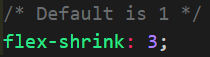 /* Default is 1 */
flex-shrink: 3;